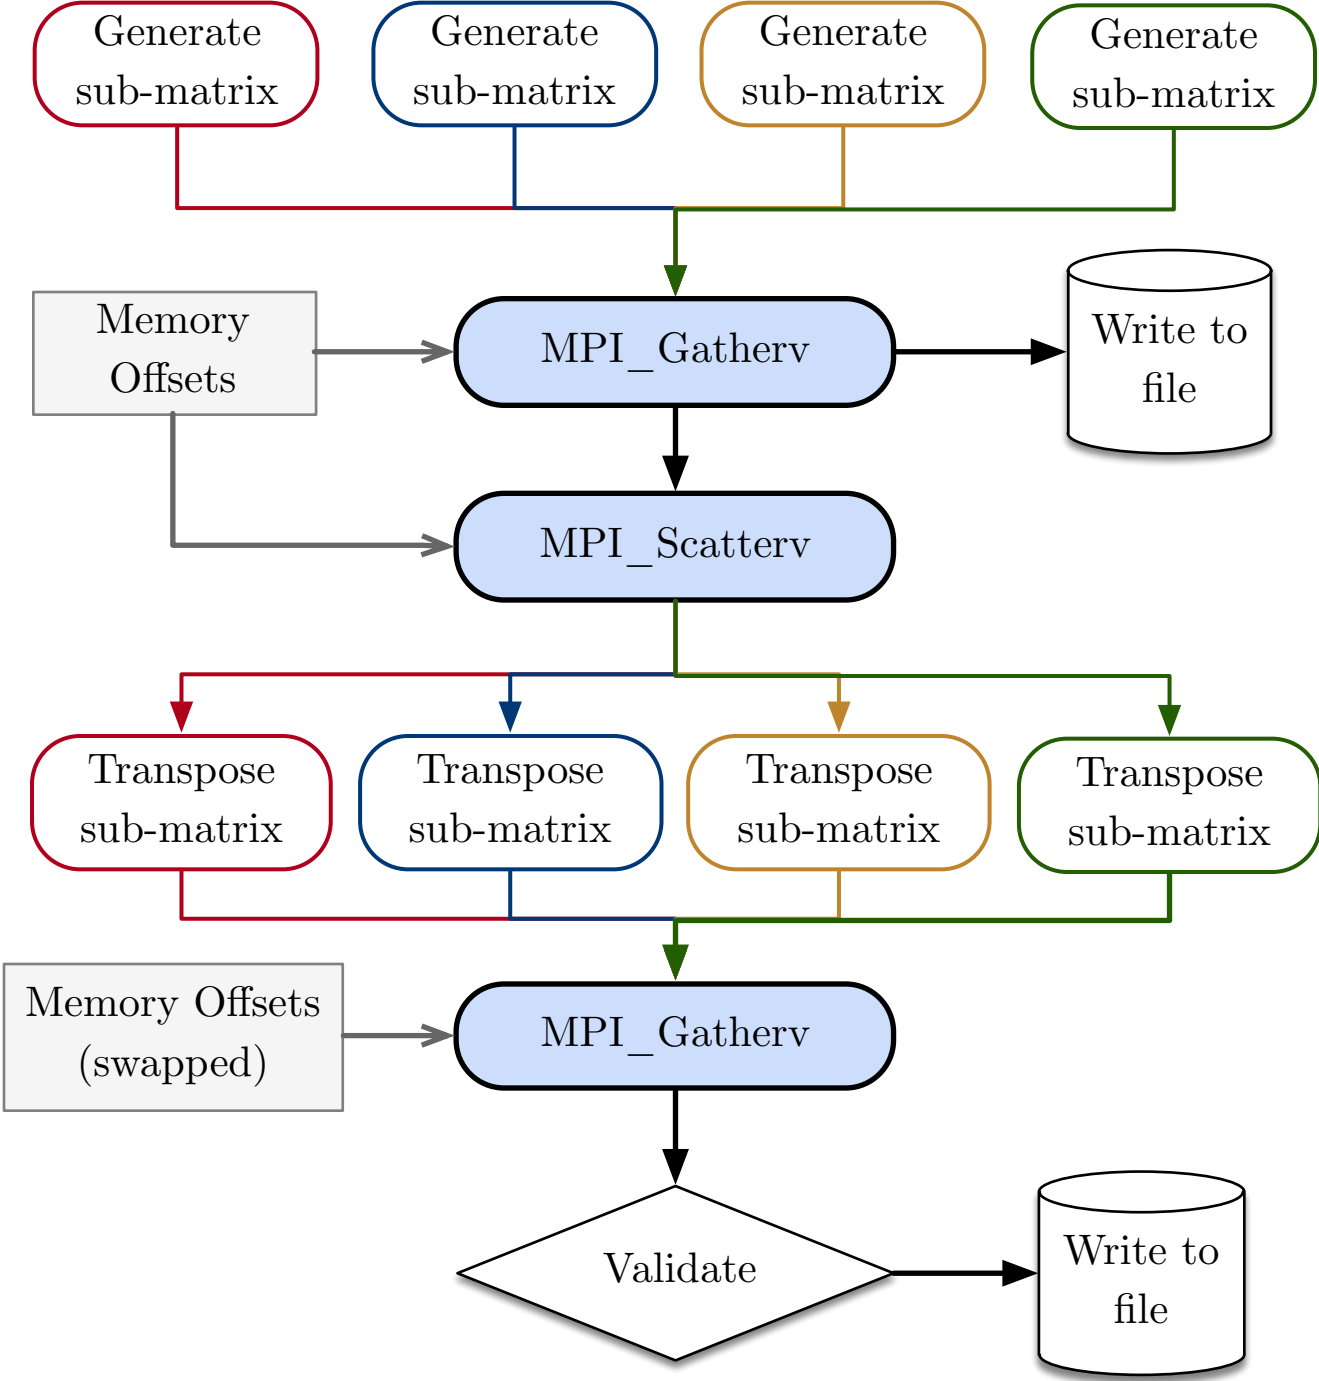 Generate
sub-matrix
Generate
sub-matrix
Generate
sub-matrix
Generate
sub-matrix
Memory
Offsets
MPI_Gatherv
Write to
file
MPI_Scatterv
Transpose
sub-matrix
Transpose
sub-matrix
Transpose
sub-matrix
Transpose
sub-matrix
Memory Offsets
(swapped)
MPI_Gatherv
Validate
Write to
file